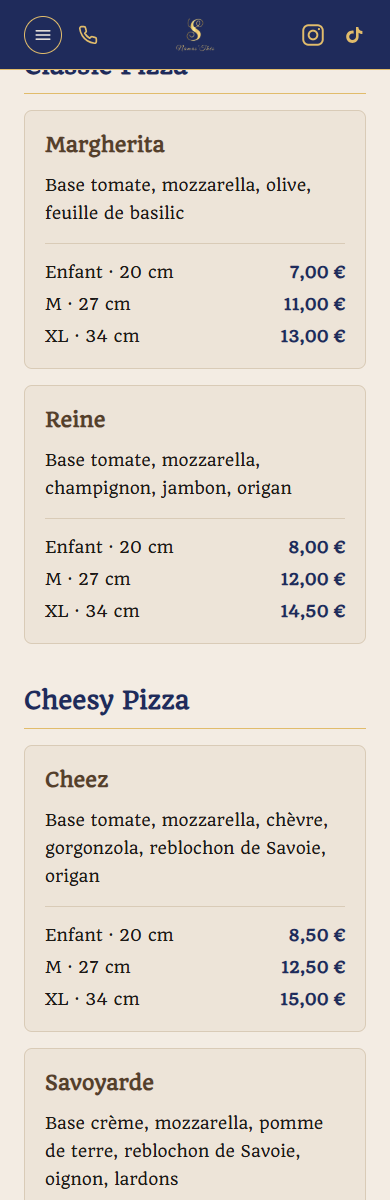 Classic Pizza
Margherita
Base tomate, mozzarella, olive,
feuille de basilic
Enfant · 20 cm 7,00 €
M · 27 cm 11,00 €
XL · 34 cm 13,00 €
Reine
Base tomate, mozzarella,
champignon, jambon, origan
Enfant · 20 cm 8,00 €
M · 27 cm 12,00 €
XL · 34 cm 14,50 €
Cheesy Pizza
Cheez
Base tomate, mozzarella, chèvre,
gorgonzola, reblochon de Savoie,
origan
Enfant · 20 cm 8,50 €
M · 27 cm 12,50 €
XL · 34 cm 15,00 €
Savoyarde
Base crème, mozzarella, pomme
de terre, reblochon de Savoie,
oignon, lardons